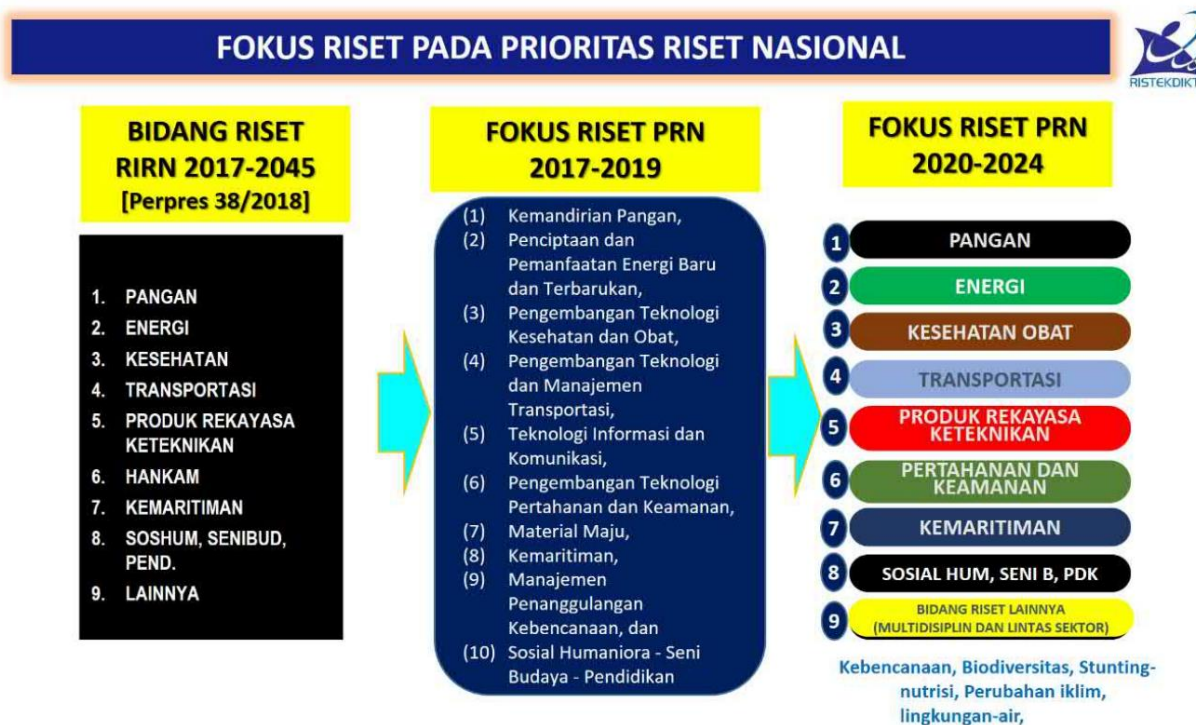 FOKUS RISET PADA PRIORITAS RISET NASIONAL
BIDANG RISET
RIRN 2017-2045
[Perpres 38/2018]
1. PANGAN
2. ENERGI
3. KESEHATAN
4. TRANSPORTASI
5. PRODUK REKAYASA
KETEKNIKAN
6. HANKAM
7. KEMARITIMAN
8. SOSHUM, SENIBUD,
PEND.
9. LAINNYA
FOKUS RISET PRN
2017-2019
(1) Kemandirian Pangan,
(2) Penciptaan dan
Pemanfaatan Energi Baru
dan Terbarukan,
(3) Pengembangan Teknologi
Kesehatan dan Obat,
(4) Pengembangan Teknologi
dan Manajemen
Transportasi,
(5) Teknologi Informasi dan
Komunikasi,
(6) Pengembangan Teknologi
Pertahanan dan Keamanan,
(7) Material Maju,
(8) Kemaritiman,
(9) Manajemen
Penanggulangan
Kebencanaan, dan
(10) Sosial Humaniora - Seni
Budaya - Pendidikan
FOKUS RISET PRN
2020-2024
1 PANGAN
2 ENERGI
3 KESEHATAN OBAT
4 TRANSPORTASI
5 PRODUK REKAYASA
KETEKNIKAN
6 PERTAHANAN DAN
KEAMANAN
7 KEMARITIMAN
8 SOSIAL HUM, SENI B, PDK
9 BIDANG RISET LAINNYA
(MULTIDISIPLIN DAN LINTAS SEKTOR)
Kebencanaan, Biodiversitas, Stunting-
nutrisi, Perubahan iklim,
lingkungan-air,